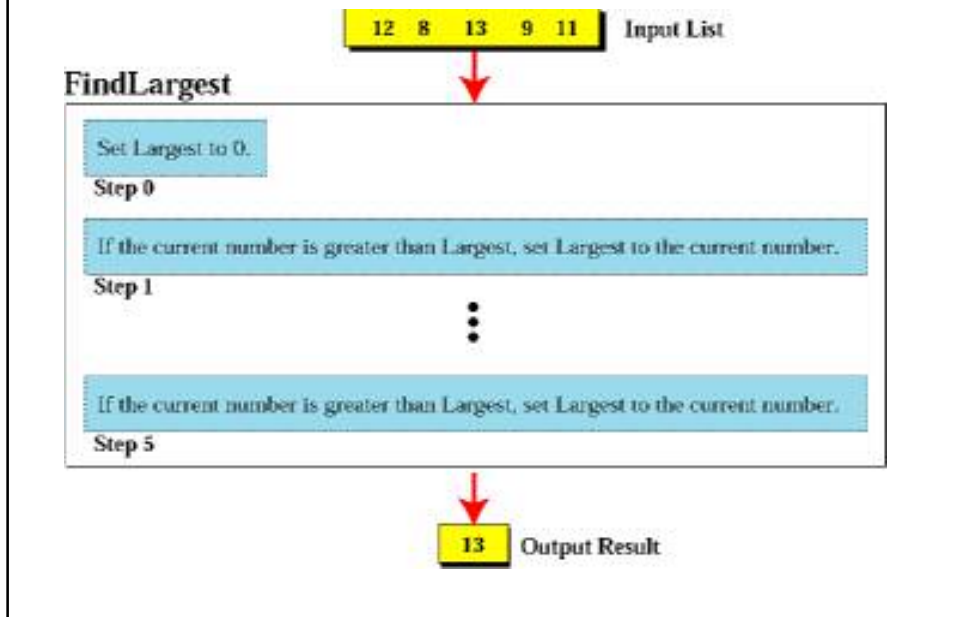 12 8 13 9 11 Input List
FindLargest
Set Largest to 0.
Step 0
If the current number is greater than Largest, set Largest to the current number.
Step 1
If the current number is greater than Largest, set Largest to the current number.
Step 5
13 Output Result